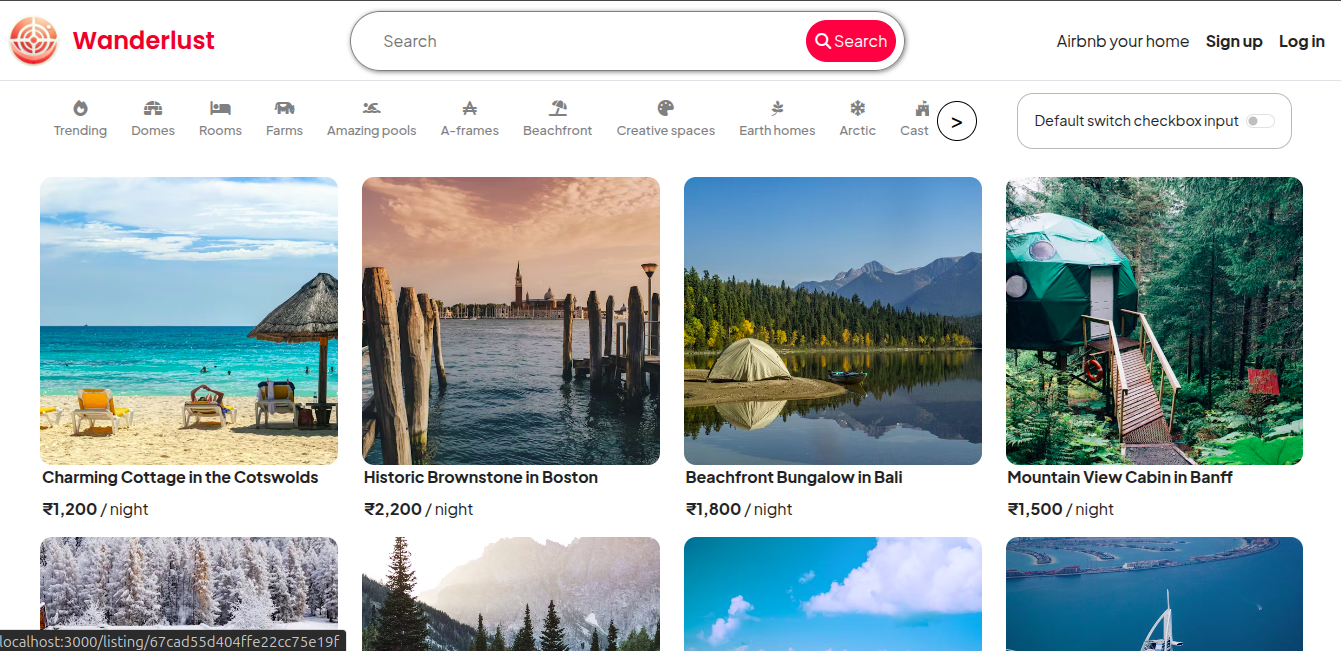 Wanderlust
Search
Search
Airbnb your home
Sign up
Log in
Trending
Domes
Rooms
Farms
Amazing pools
A-frames
Beachfront
Creative spaces
Earth homes
Arctic
Cast
>
Default switch checkbox input
Charming Cottage in the Cotswolds
Historic Brownstone in Boston
Beachfront Bungalow in Bali
Mountain View Cabin in Banff
₹1,200 / night
₹2,200 / night
₹1,800 / night
₹1,500 / night
localhost:3000/listing/67cad55d404ffe22cc75e19f